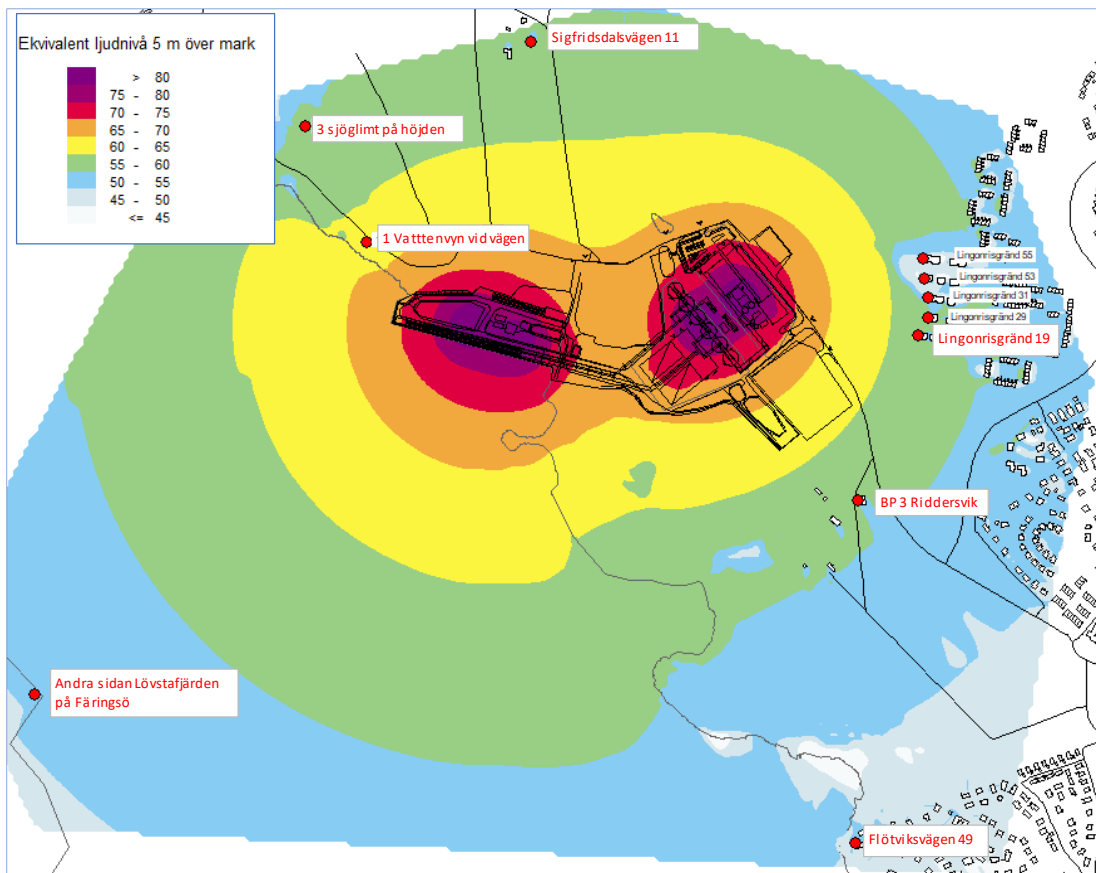 Ekvivalent ljudnivå 5 m över mark
> 80
75 - 80
70 - 75
65 - 70
60 - 65
55 - 60
50 - 55
45 - 50
<= 45
Sigfridsdalsvägen 11
3 sjöglimt på höjden
1 Vatttenvyn vid vägen
Lingonrisgränd 55
Lingonrisgränd 53
Lingonrisgränd 31
Lingonrisgränd 29
Lingonrisgränd 19
BP 3 Riddersvik
Andra sidan Lövstafjärden
på Färingsö
Flötviksvägen 49